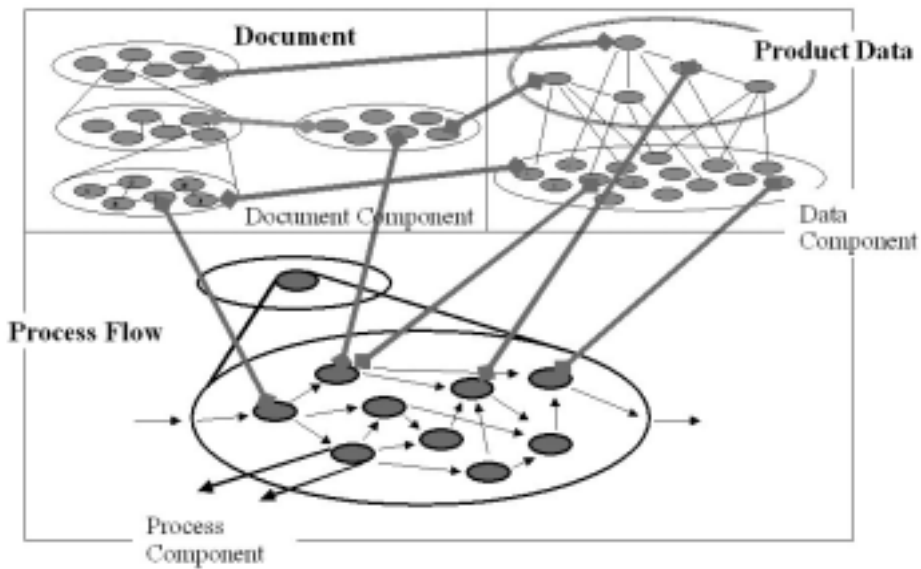 Document
Product Data
Document Component
Data
Component
Process Flow
Process
Component